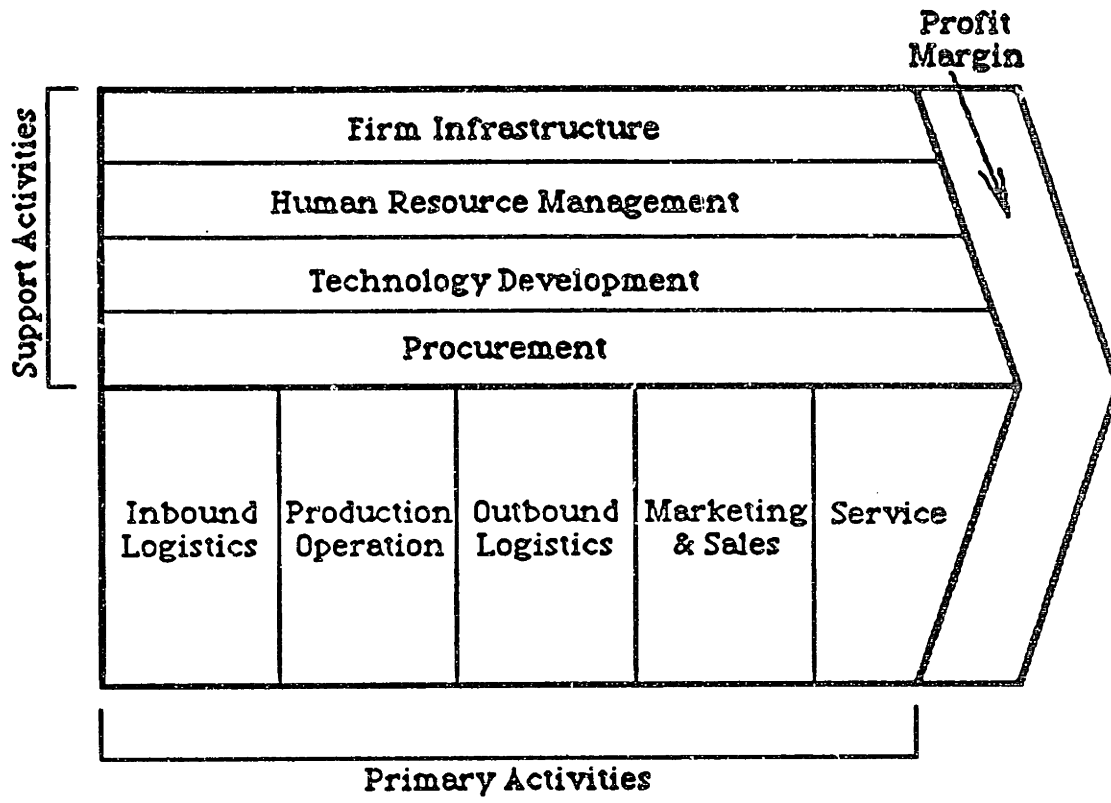 Profit
Margin
Support Activities
Firm Infrastructure
Human Resource Management
Technology Development
Procurement
Inbound
Logistics
Production
Operation
Outbound
Logistics
Marketing
& Sales
Service
Primary Activities